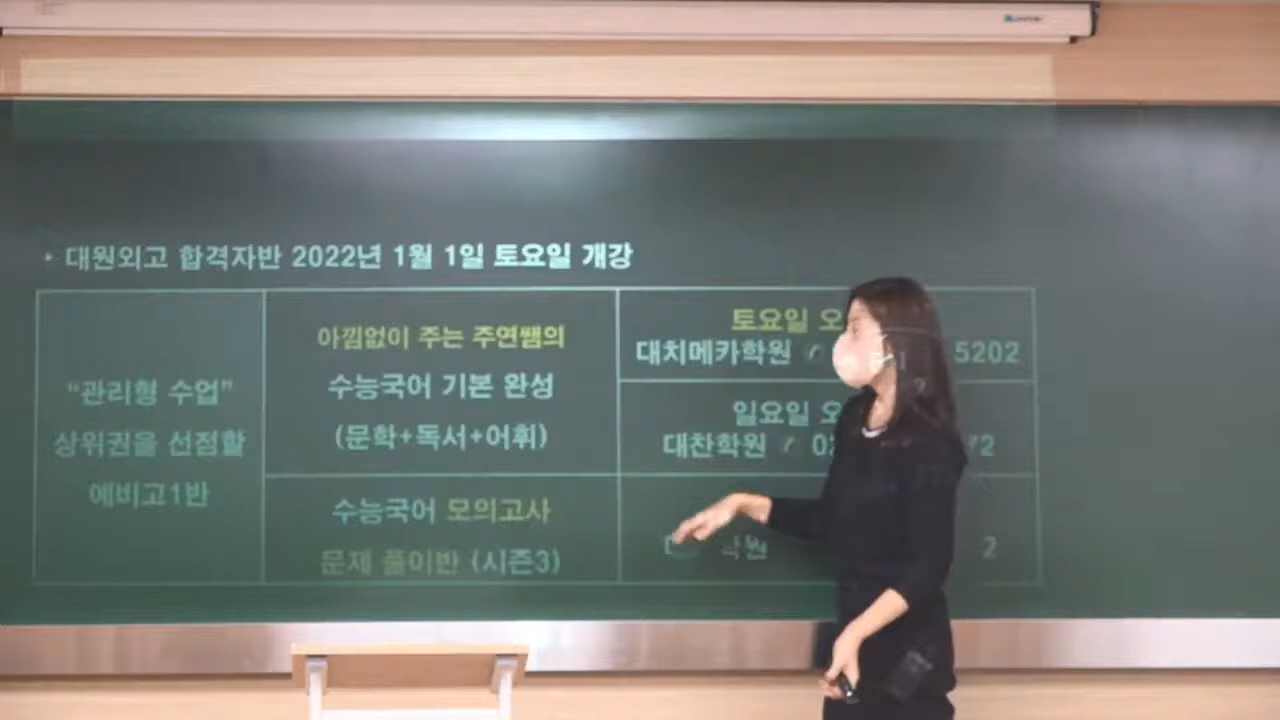 • 대원외고 합격자반 2022년 1월 1일 토요일 개강
"관리형 수업"
상위권을 선점할
예비고1반
아낌없이 주는 주연쌤의
수능국어 기본 완성
(문학+독서+어휘)
수능국어 모의고사
문제 풀이반 (시즌3)
토요일 오
대치메카학원 5202
일요일 오
대찬학원 72
학원 2